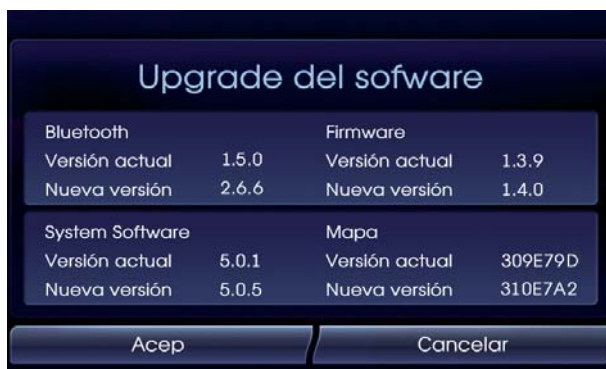 Upgrade del sofware
Bluetooth
Versión actual 1.5.0
Nueva versión 2.6.6
Firmware
Versión actual 1.3.9
Nueva versión 1.4.0
System Software
Versión actual 5.0.1
Nueva versión 5.0.5
Mapa
Versión actual 309E79D
Nueva versión 310E7A2
Acep
Cancelar